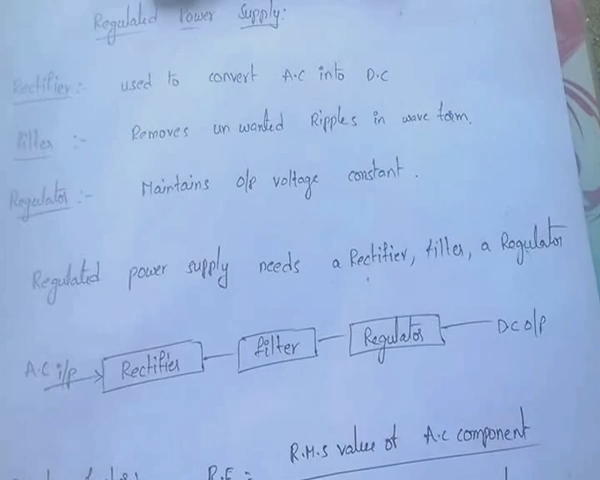 Regulated Power Supply:
Rectifier:- used to convert A.C into D.C
filter :- Removes un wanted Ripples in wave form.
Regulator:- Maintains o/p voltage constant.
Regulated power supply needs a Rectifier, filter, a Regulator
A.C i/p Rectifier filter Regulator DC O/P
R.M.S value of A.C component
R.F =